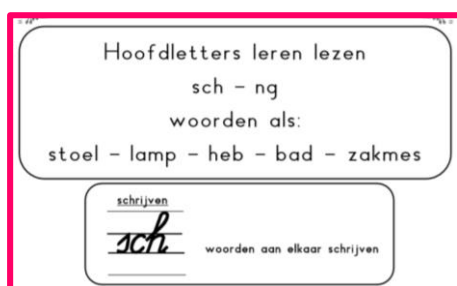 Hoofdletters leren lezen
sch - ng
woorden als:
stoel - lamp - heb - bad - zakmes
schrijven
sch
woorden aan elkaar schrijven